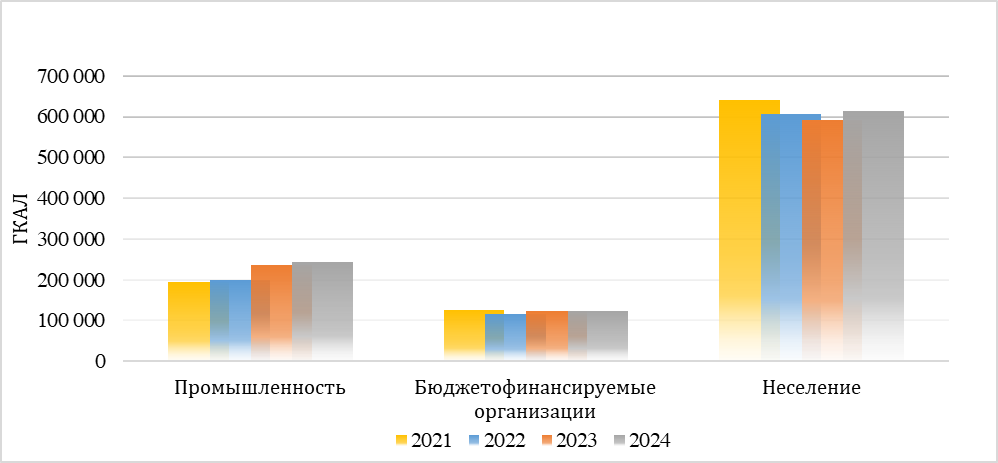 700 000
600 000
500 000
400 000
300 000
200 000
100 000
0
ГКАЛ
Промышленность
Бюджетофинансируемые
организации
Неселение
2021 2022 2023 2024